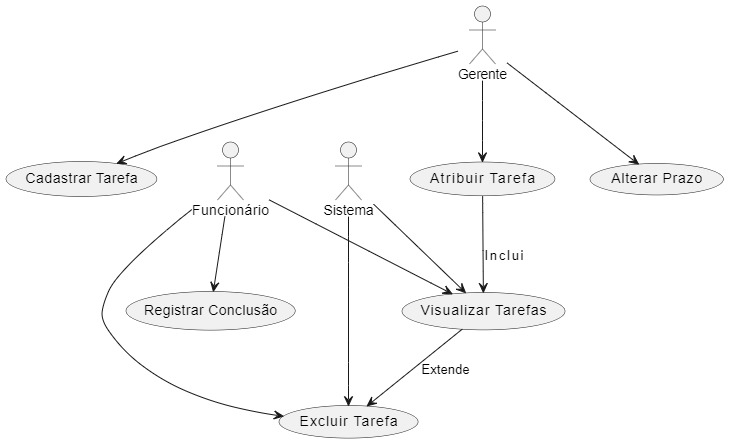 Gerente
Cadastrar Tarefa
Atribuir Tarefa
Alterar Prazo
Funcionário
Sistema
Inclui
Registrar Conclusão
Visualizar Tarefas
Extende
Excluir Tarefa